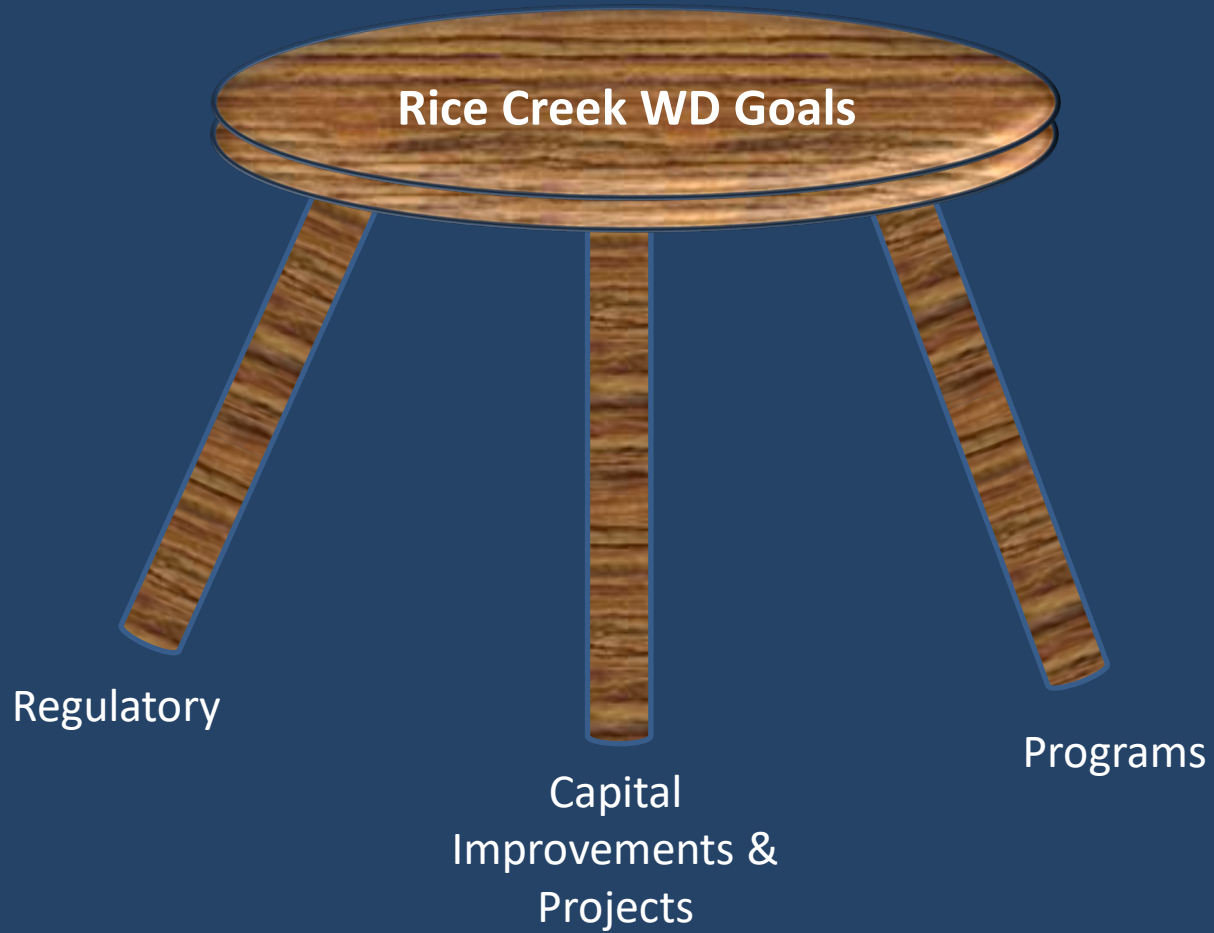 Rice Creek WD Goals
Regulatory
Capital
Improvements &
Projects
Programs